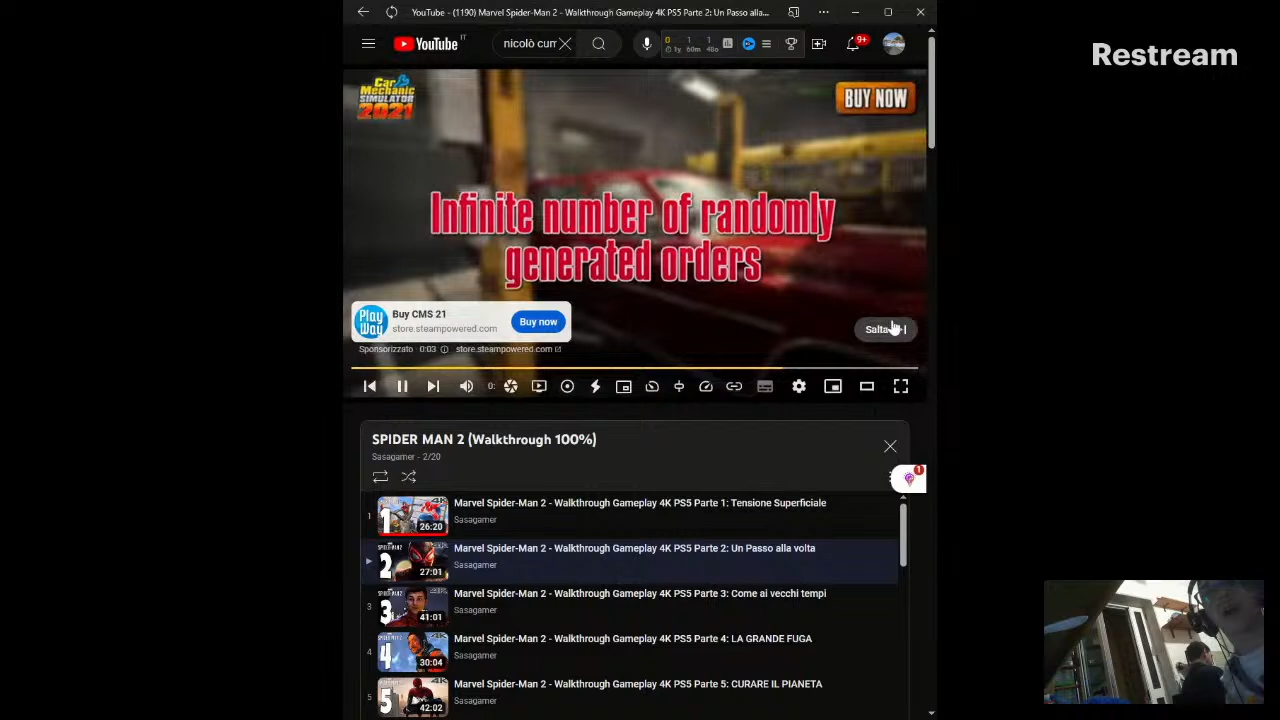 YouTube - (1190) Marvel Spider-Man 2 - Walkthrough Gameplay 4K PS5 Parte 2: Un Passo alla v...
YouTube IT
nicolò
9+
Restream
Car Mechanic Simulator 2021
BUY NOW
Infinite number of randomly
generated orders
Play Way
Buy CMS 21
store.steampowered.com
Buy now
Salta
Sponsorizzato · 0:03
store.steampowered.com
0:
SPIDER MAN 2 (Walkthrough 100%)
Sasagamer - 2/20
1
1
26:20
Marvel Spider-Man 2 - Walkthrough Gameplay 4K PS5 Parte 1: Tensione Superficiale
Sasagamer
2
27:01
Marvel Spider-Man 2 - Walkthrough Gameplay 4K PS5 Parte 2: Un Passo alla volta
Sasagamer
3
3
41:01
Marvel Spider-Man 2 - Walkthrough Gameplay 4K PS5 Parte 3: Come ai vecchi tempi
Sasagamer
4
4
30:04
Marvel Spider-Man 2 - Walkthrough Gameplay 4K PS5 Parte 4: LA GRANDE FUGA
Sasagamer
5
5
42:02
Marvel Spider-Man 2 - Walkthrough Gameplay 4K PS5 Parte 5: CURARE IL PIANETA
Sasagamer